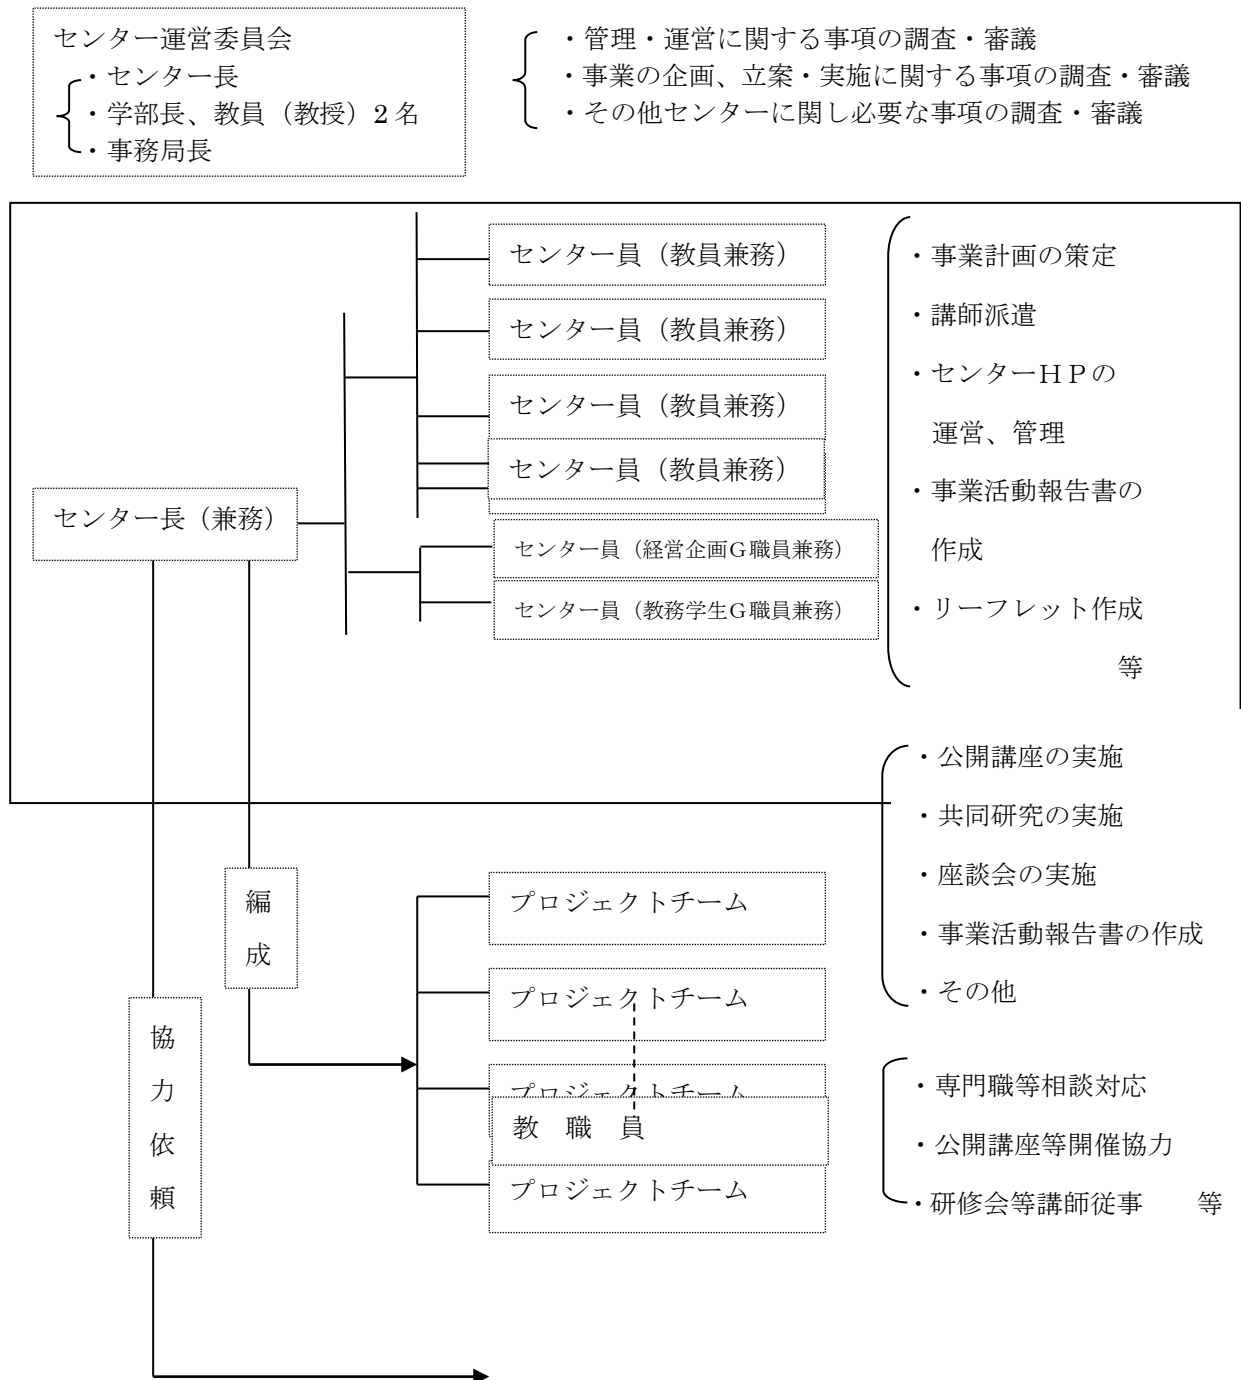 センター運営委員会
・センター長
・学部長、教員（教授）2名
・事務局長
・管理・運営に関する事項の調査・審議
・事業の企画、立案・実施に関する事項の調査・審議
・その他センターに関し必要な事項の調査・審議
センター員（教員兼務）
センター員（教員兼務）
センター員（教員兼務）
センター員（教員兼務）
センター長（兼務）
センター員（経営企画Ｇ職員兼務）
センター員（教務学生Ｇ職員兼務）
・事業計画の策定
・講師派遣
・センターＨＰの
運営、管理
・事業活動報告書の
作成
・リーフレット作成
等
・公開講座の実施
・共同研究の実施
・座談会の実施
・事業活動報告書の作成
・その他
編成
協力依頼
プロジェクトチーム
プロジェクトチーム
プロジェクトチーム
教　職　員
プロジェクトチーム
・専門職等相談対応
・公開講座等開催協力
・研修会等講師従事　　等